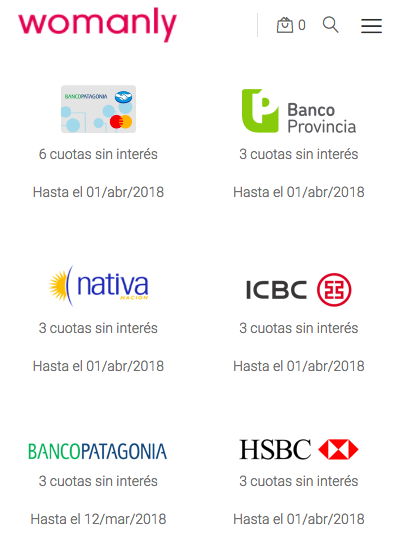 womanly
0
BANCOPATAGONIA
6 cuotas sin interés
Hasta el 01/abr/2018
Banco
Provincia
3 cuotas sin interés
Hasta el 01/abr/2018
nativa
NACION
3 cuotas sin interés
Hasta el 01/abr/2018
ICBC
3 cuotas sin interés
Hasta el 01/abr/2018
BANCOPATAGONIA
3 cuotas sin interés
Hasta el 12/mar/2018
HSBC
3 cuotas sin interés
Hasta el 01/abr/2018